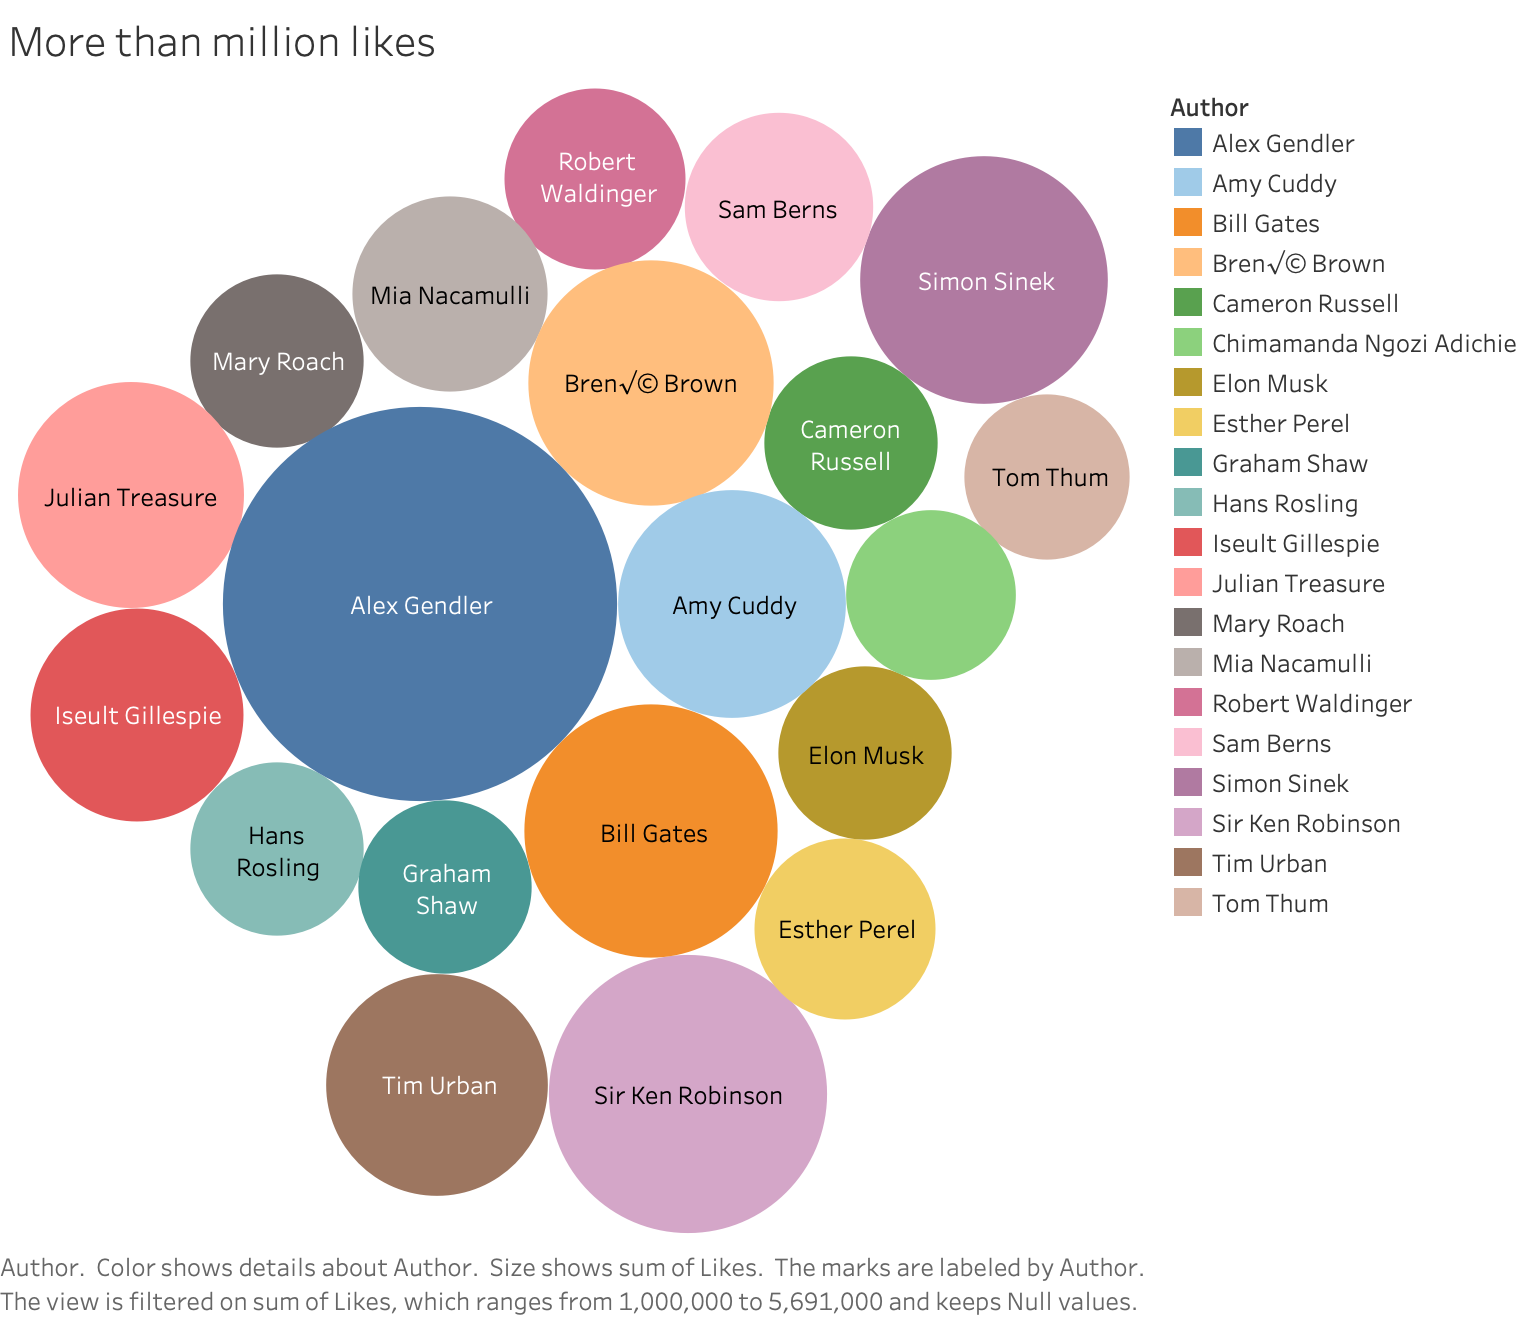 More than million likes
Robert
Waldinger
Sam Berns
Simon Sinek
Mia Nacamulli
Mary Roach
Bren√© Brown
Cameron
Russell
Tom Thum
Julian Treasure
Alex Gendler
Amy Cuddy
Iseult Gillespie
Elon Musk
Hans
Rosling
Bill Gates
Graham
Shaw
Esther Perel
Tim Urban
Sir Ken Robinson
Author
Alex Gendler
Amy Cuddy
Bill Gates
Bren√© Brown
Cameron Russell
Chimamanda Ngozi Adichie
Elon Musk
Esther Perel
Graham Shaw
Hans Rosling
Iseult Gillespie
Julian Treasure
Mary Roach
Mia Nacamulli
Robert Waldinger
Sam Berns
Simon Sinek
Sir Ken Robinson
Tim Urban
Tom Thum
Author.  Color shows details about Author.  Size shows sum of Likes.  The marks are labeled by Author.
The view is filtered on sum of Likes, which ranges from 1,000,000 to 5,691,000 and keeps Null values.